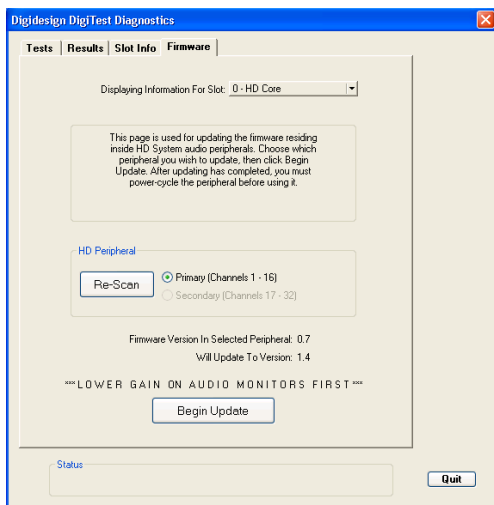 Digidesign DigiTest Diagnostics
Tests Results Slot Info Firmware
Displaying Information For Slot: 0 - HD Core
This page is used for updating the firmware residing
inside HD System audio peripherals. Choose which
peripheral you wish to update, then click Begin
Update. After updating has completed, you must
power-cycle the peripheral before using it.
HD Peripheral
Re-Scan
Primary (Channels 1 - 16)
Secondary (Channels 17 - 32)
Firmware Version In Selected Peripheral: 0.7
Will Update To Version: 1.4
***LOWER GAIN ON AUDIO MONITORS FIRST***
Begin Update
Status
Quit